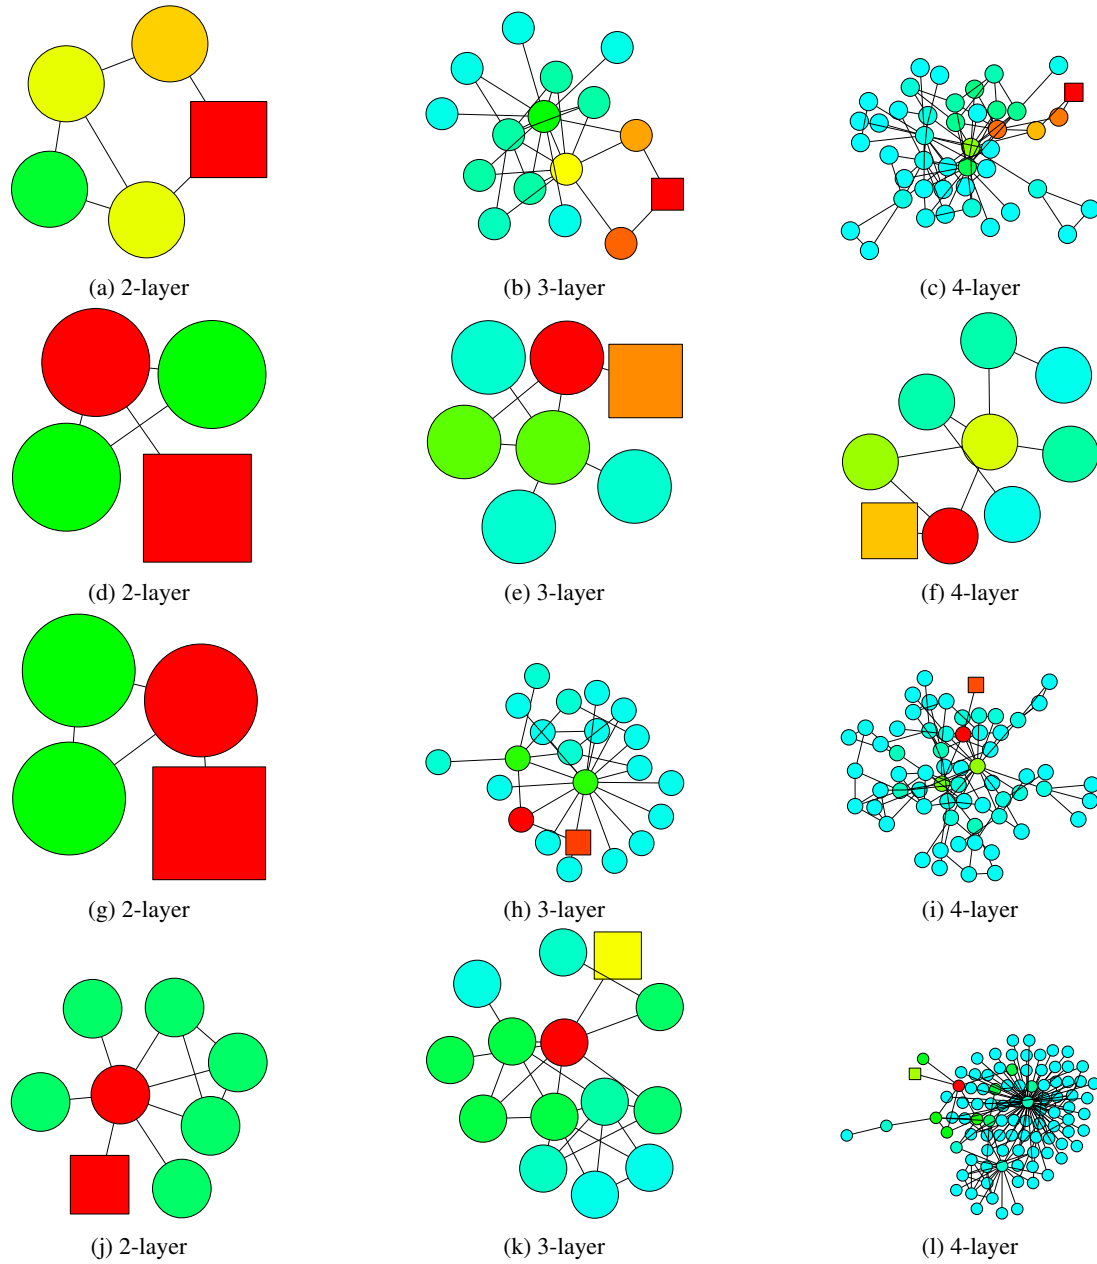 (a) 2-layer
(b) 3-layer
(c) 4-layer
(d) 2-layer
(e) 3-layer
(f) 4-layer
(g) 2-layer
(h) 3-layer
(i) 4-layer
(j) 2-layer
(k) 3-layer
(l) 4-layer